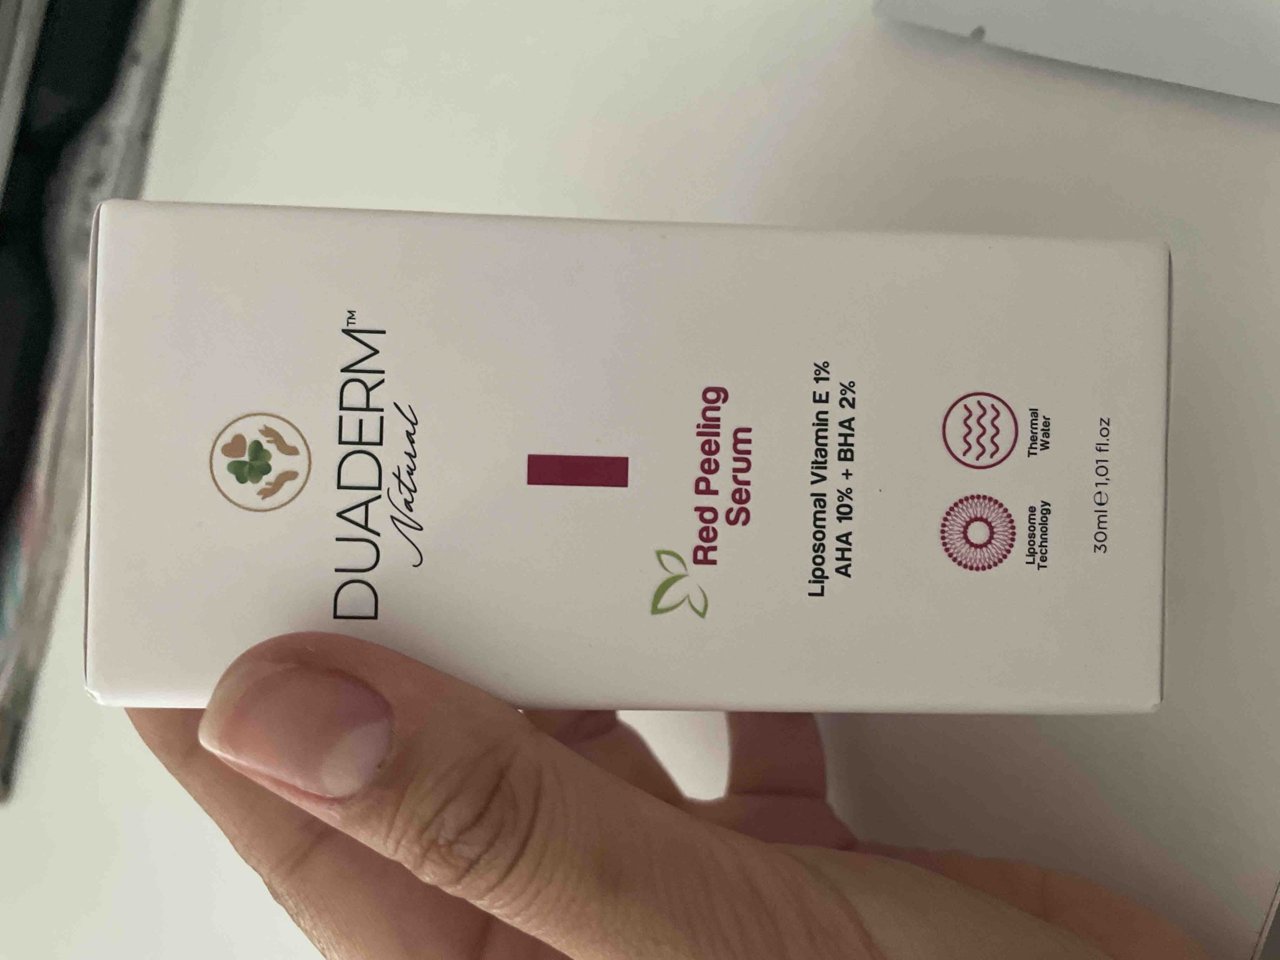 DUADERM™
Natural
Red Peeling
Serum
Liposomal Vitamin E 1%
AHA 10% + BHA 2%
Liposome
Technology
Thermal
Water
30ml℮1,01 fl.oz